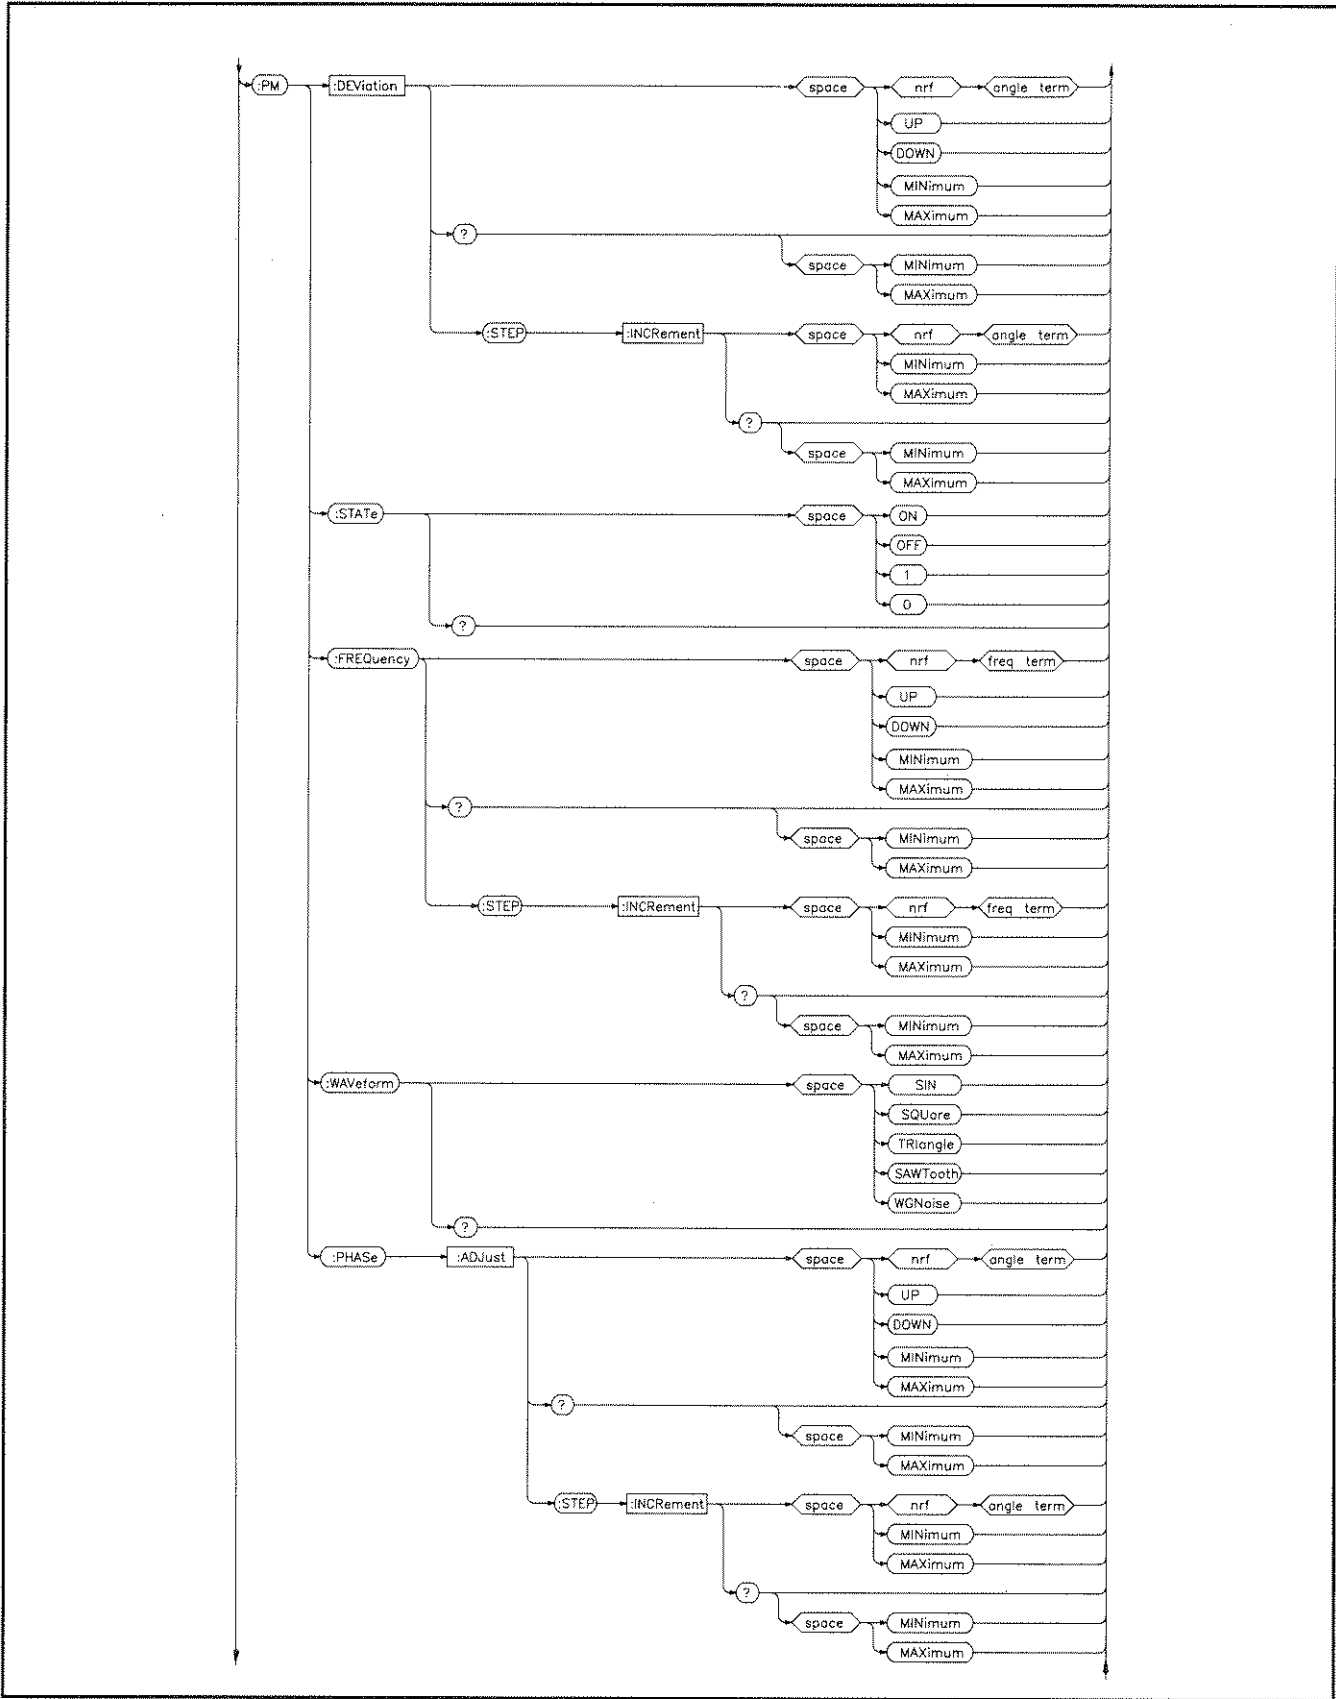 :PM :DEViation space nrf angle term
UP
DOWN
MINimum
MAXimum
?
space MINimum
MAXimum
:STEP :INCRement space nrf angle term
MINimum
MAXimum
?
space MINimum
MAXimum
:STATe space ON
OFF
1
0
?
:FREQuency space nrf freq term
UP
DOWN
MINimum
MAXimum
?
space MINimum
MAXimum
:STEP :INCRement space nrf freq term
MINimum
MAXimum
?
space MINimum
MAXimum
:WAVeform space SIN
SQUare
TRIangle
SAWTooth
WGNoise
?
:PHASe :ADJust space nrf angle term
UP
DOWN
MINimum
MAXimum
?
space MINimum
MAXimum
:STEP :INCRement space nrf angle term
MINimum
MAXimum
?
space MINimum
MAXimum